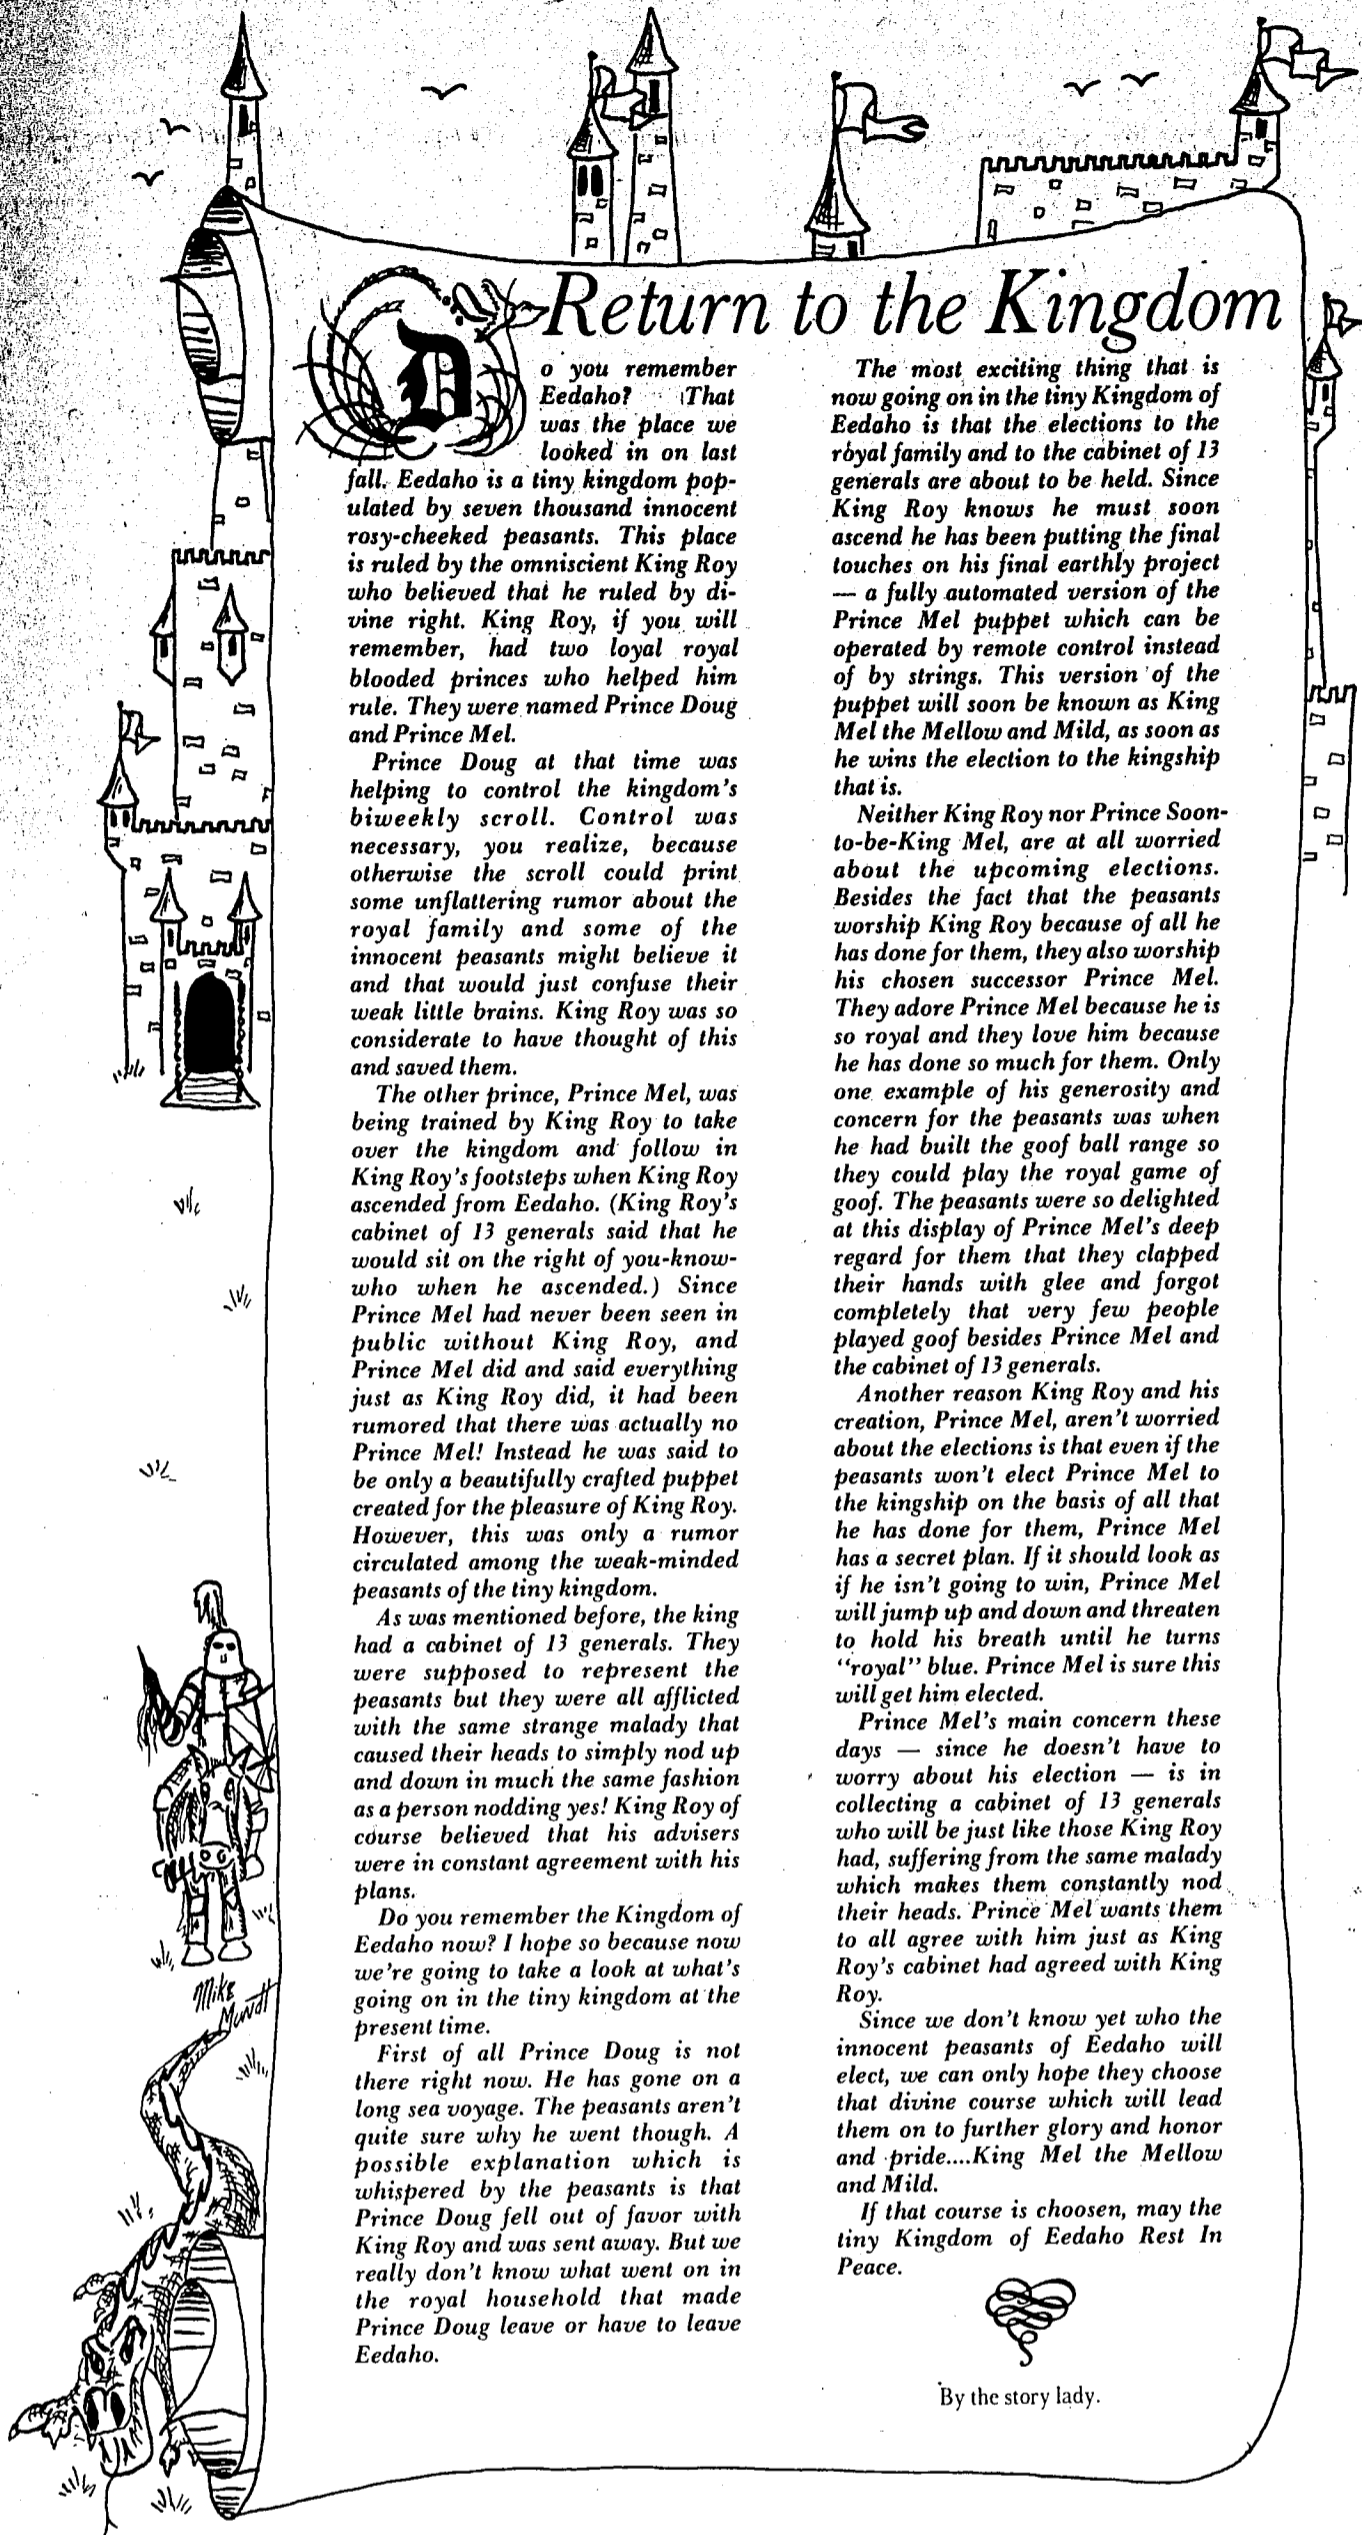 Return to the Kingdom
Do you remember
Eedaho? That
was the place we
looked in on last
fall. Eedaho is a tiny kingdom pop-
ulated by seven thousand innocent
rosy-cheeked peasants. This place
is ruled by the omniscient King Roy
who believed that he ruled by di-
vine right. King Roy, if you will
remember, had two loyal royal
blooded princes who helped him
rule. They were named Prince Doug
and Prince Mel.
Prince Doug at that time was
helping to control the kingdom's
biweekly scroll. Control was
necessary, you realize, because
otherwise the scroll could print
some unflattering rumor about the
royal family and some of the
innocent peasants might believe it
and that would just confuse their
weak little brains. King Roy was so
considerate to have thought of this
and saved them.
The other prince, Prince Mel, was
being trained by King Roy to take
over the kingdom and follow in
King Roy's footsteps when King Roy
ascended from Eedaho. (King Roy's
cabinet of 13 generals said that he
would sit on the right of you-know-
who when he ascended.) Since
Prince Mel had never been seen in
public without King Roy, and
Prince Mel did and said everything
just as King Roy did, it had been
rumored that there was actually no
Prince Mel! Instead he was said to
be only a beautifully crafted puppet
created for the pleasure of King Roy.
However, this was only a rumor
circulated among the weak-minded
peasants of the tiny kingdom.
As was mentioned before, the king
had a cabinet of 13 generals. They
were supposed to represent the
peasants but they were all afflicted
with the same strange malady that
caused their heads to simply nod up
and down in much the same fashion
as a person nodding yes! King Roy of
course believed that his advisers
were in constant agreement with his
plans.
Do you remember the Kingdom of
Eedaho now? I hope so because now
we're going to take a look at what's
going on in the tiny kingdom at the
present time.
First of all Prince Doug is not
there right now. He has gone on a
long sea voyage. The peasants aren't
quite sure why he went though. A
possible explanation which is
whispered by the peasants is that
Prince Doug fell out of favor with
King Roy and was sent away. But we
really don't know what went on in
the royal household that made
Prince Doug leave or have to leave
Eedaho.
The most exciting thing that is
now going on in the tiny Kingdom of
Eedaho is that the elections to the
royal family and to the cabinet of 13
generals are about to be held. Since
King Roy knows he must soon
ascend he has been putting the final
touches on his final earthly project
— a fully automated version of the
Prince Mel puppet which can be
operated by remote control instead
of by strings. This version of the
puppet will soon be known as King
Mel the Mellow and Mild, as soon as
he wins the election to the kingship
that is.
Neither King Roy nor Prince Soon-
to-be-King Mel, are at all worried
about the upcoming elections.
Besides the fact that the peasants
worship King Roy because of all he
has done for them, they also worship
his chosen successor Prince Mel.
They adore Prince Mel because he is
so royal and they love him because
he has done so much for them. Only
one example of his generosity and
concern for the peasants was when
he had built the goof ball range so
they could play the royal game of
goof. The peasants were so delighted
at this display of Prince Mel's deep
regard for them that they clapped
their hands with glee and forgot
completely that very few people
played goof besides Prince Mel and
the cabinet of 13 generals.
Another reason King Roy and his
creation, Prince Mel, aren't worried
about the elections is that even if the
peasants won't elect Prince Mel to
the kingship on the basis of all that
he has done for them, Prince Mel
has a secret plan. If it should look as
if he isn't going to win, Prince Mel
will jump up and down and threaten
to hold his breath until he turns
“royal” blue. Prince Mel is sure this
will get him elected.
Prince Mel's main concern these
days — since he doesn't have to
worry about his election — is in
collecting a cabinet of 13 generals
who will be just like those King Roy
had, suffering from the same malady
which makes them constantly nod
their heads. Prince Mel wants them
to all agree with him just as King
Roy's cabinet had agreed with King
Roy.
Since we don't know yet who the
innocent peasants of Eedaho will
elect, we can only hope they choose
that divine course which will lead
them on to further glory and honor
and pride....King Mel the Mellow
and Mild.
If that course is choosen, may the
tiny Kingdom of Eedaho Rest In
Peace.
By the story lady.
Mike
Mundt